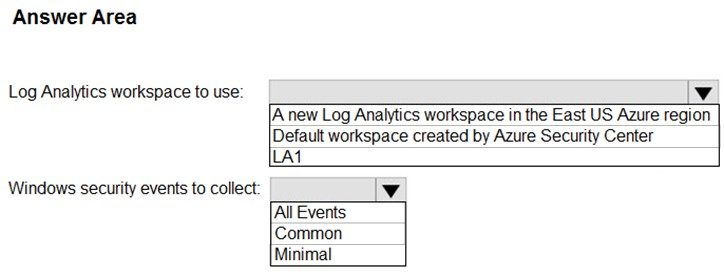 Answer Area
Log Analytics workspace to use:
A new Log Analytics workspace in the East US Azure region
Default workspace created by Azure Security Center
LA1
Windows security events to collect:
All Events
Common
Minimal